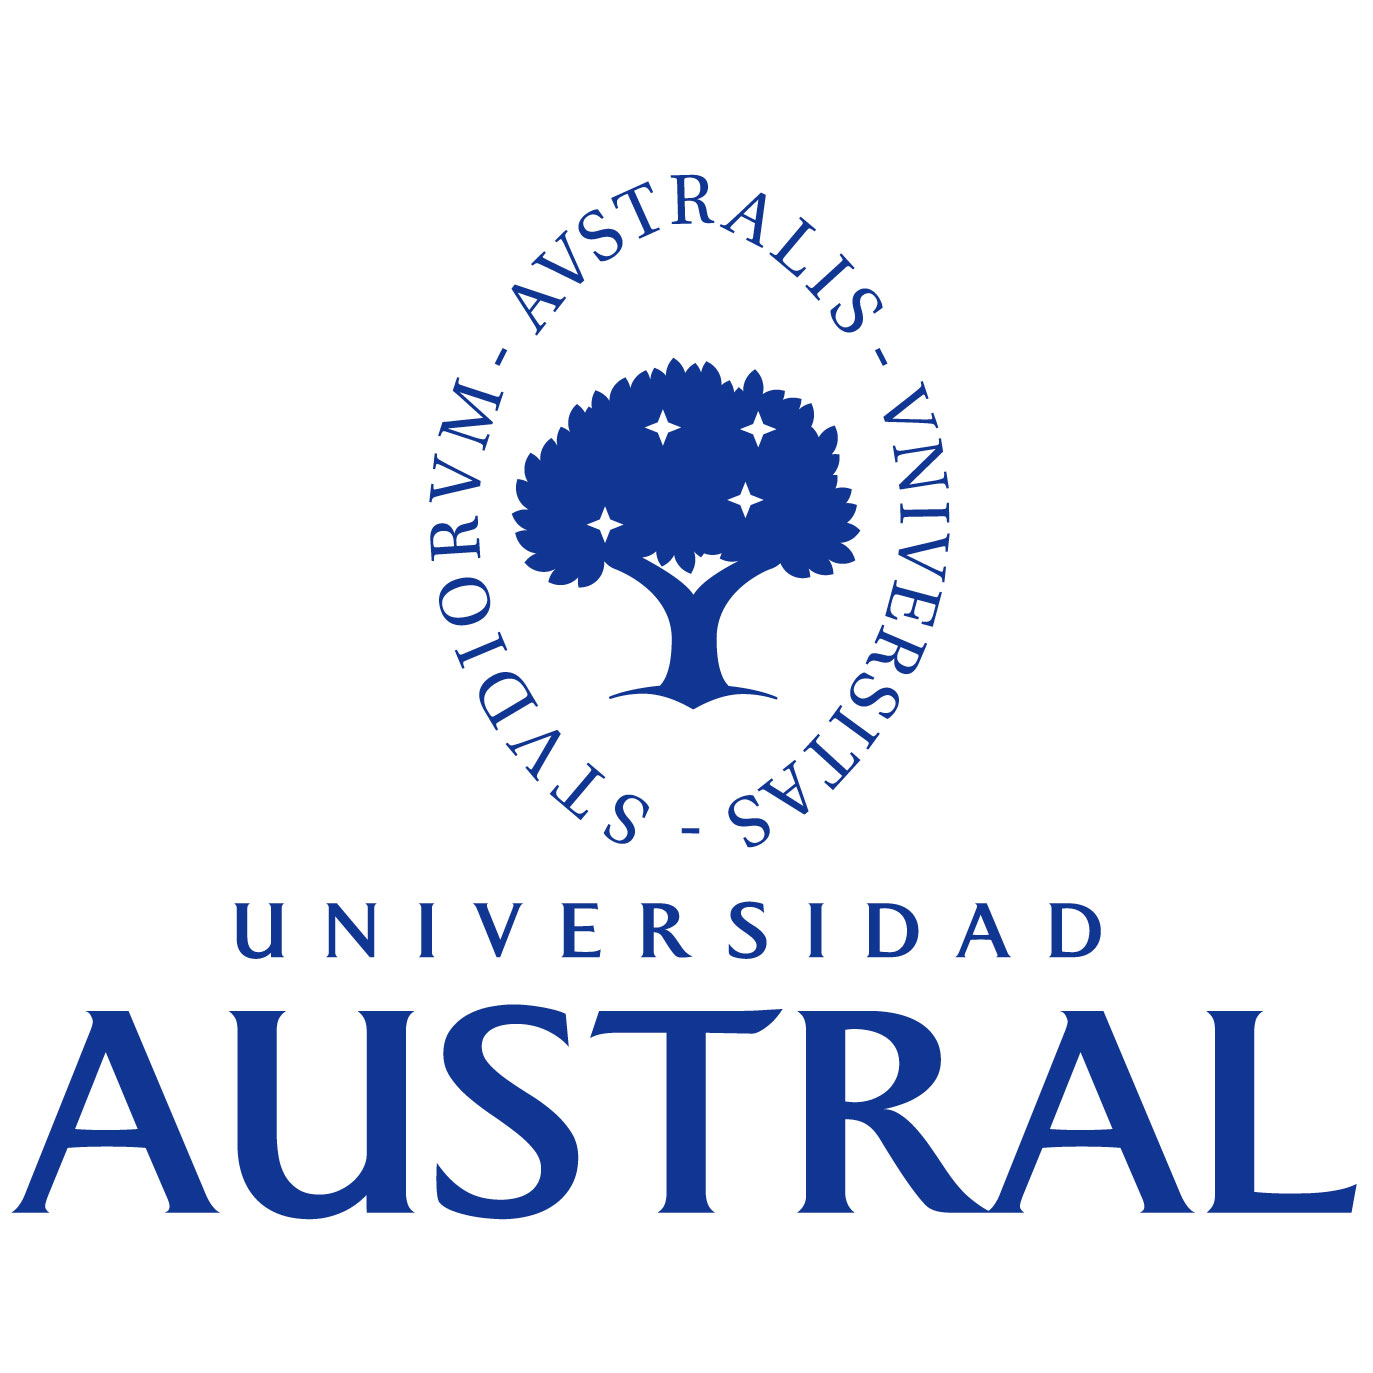 STVDIORVM - AVSTRALIS - VNIVERSITAS -
UNIVERSIDAD
AUSTRAL